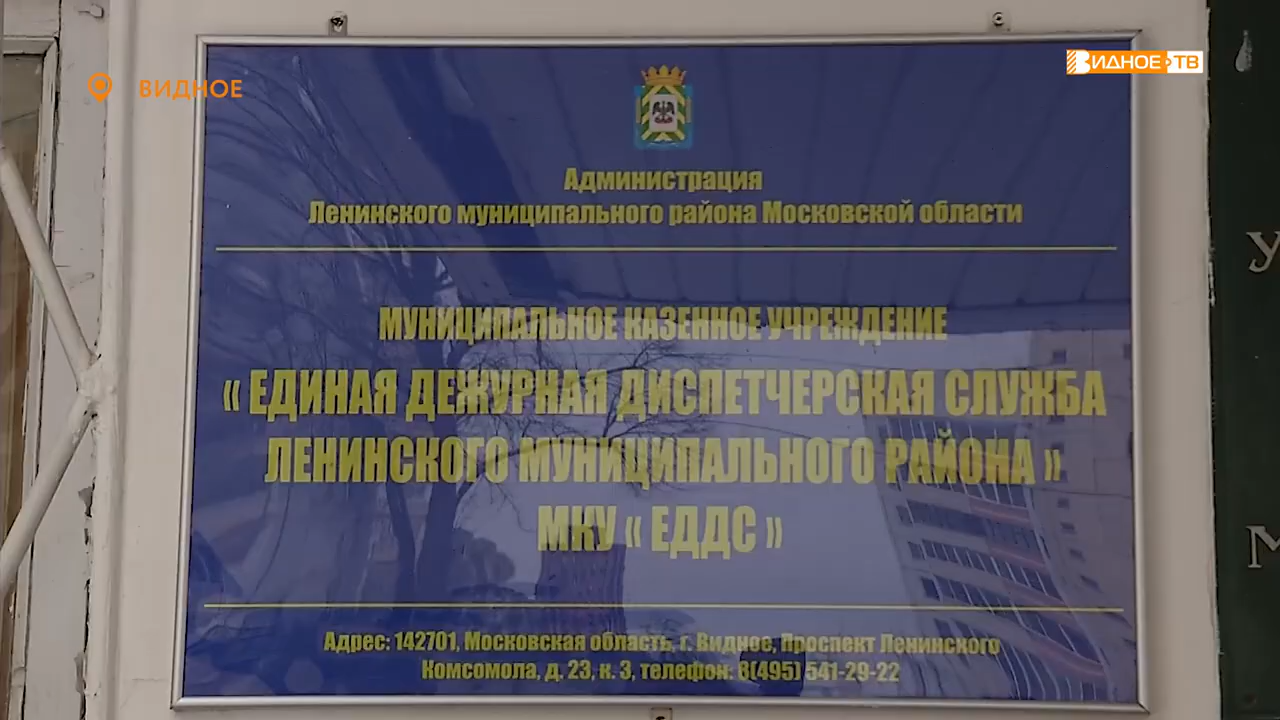 ВИДНОЕ
ВИДНОЕ ТВ
Администрация
Ленинского муниципального района Московской области
МУНИЦИПАЛЬНОЕ КАЗЕННОЕ УЧРЕЖДЕНИЕ
« ЕДИНАЯ ДЕЖУРНАЯ ДИСПЕТЧЕРСКАЯ СЛУЖБА
ЛЕНИНСКОГО МУНИЦИПАЛЬНОГО РАЙОНА »
МКУ « ЕДДС »
Адрес: 142701, Московская область, г. Видное, Проспект Ленинского
Комсомола, д. 23, к. 3, телефон: 8(495) 541-29-22